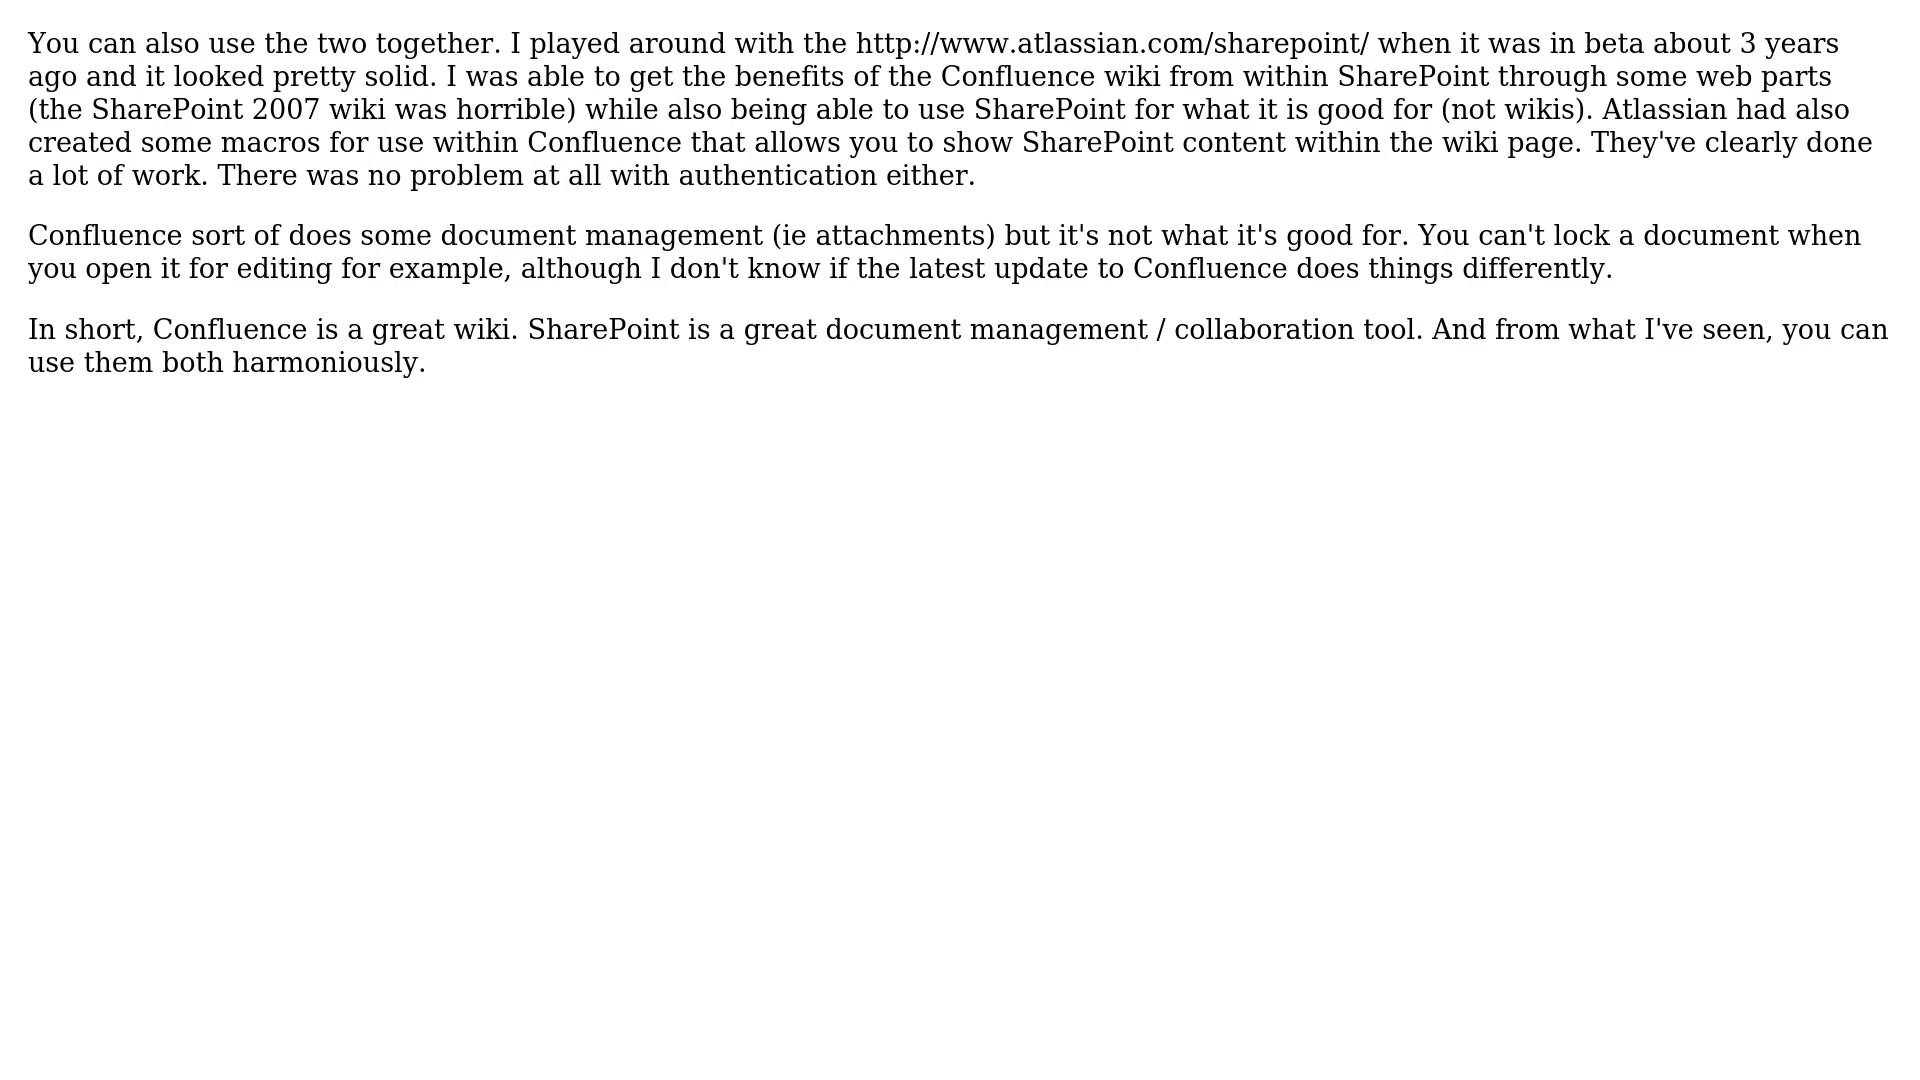 You can also use the two together. I played around with the http://www.atlassian.com/sharepoint/ when it was in beta about 3 years
ago and it looked pretty solid. I was able to get the benefits of the Confluence wiki from within SharePoint through some web parts
(the SharePoint 2007 wiki was horrible) while also being able to use SharePoint for what it is good for (not wikis). Atlassian had also
created some macros for use within Confluence that allows you to show SharePoint content within the wiki page. They've clearly done
a lot of work. There was no problem at all with authentication either.
Confluence sort of does some document management (ie attachments) but it's not what it's good for. You can't lock a document when
you open it for editing for example, although I don't know if the latest update to Confluence does things differently.
In short, Confluence is a great wiki. SharePoint is a great document management / collaboration tool. And from what I've seen, you can
use them both harmoniously.